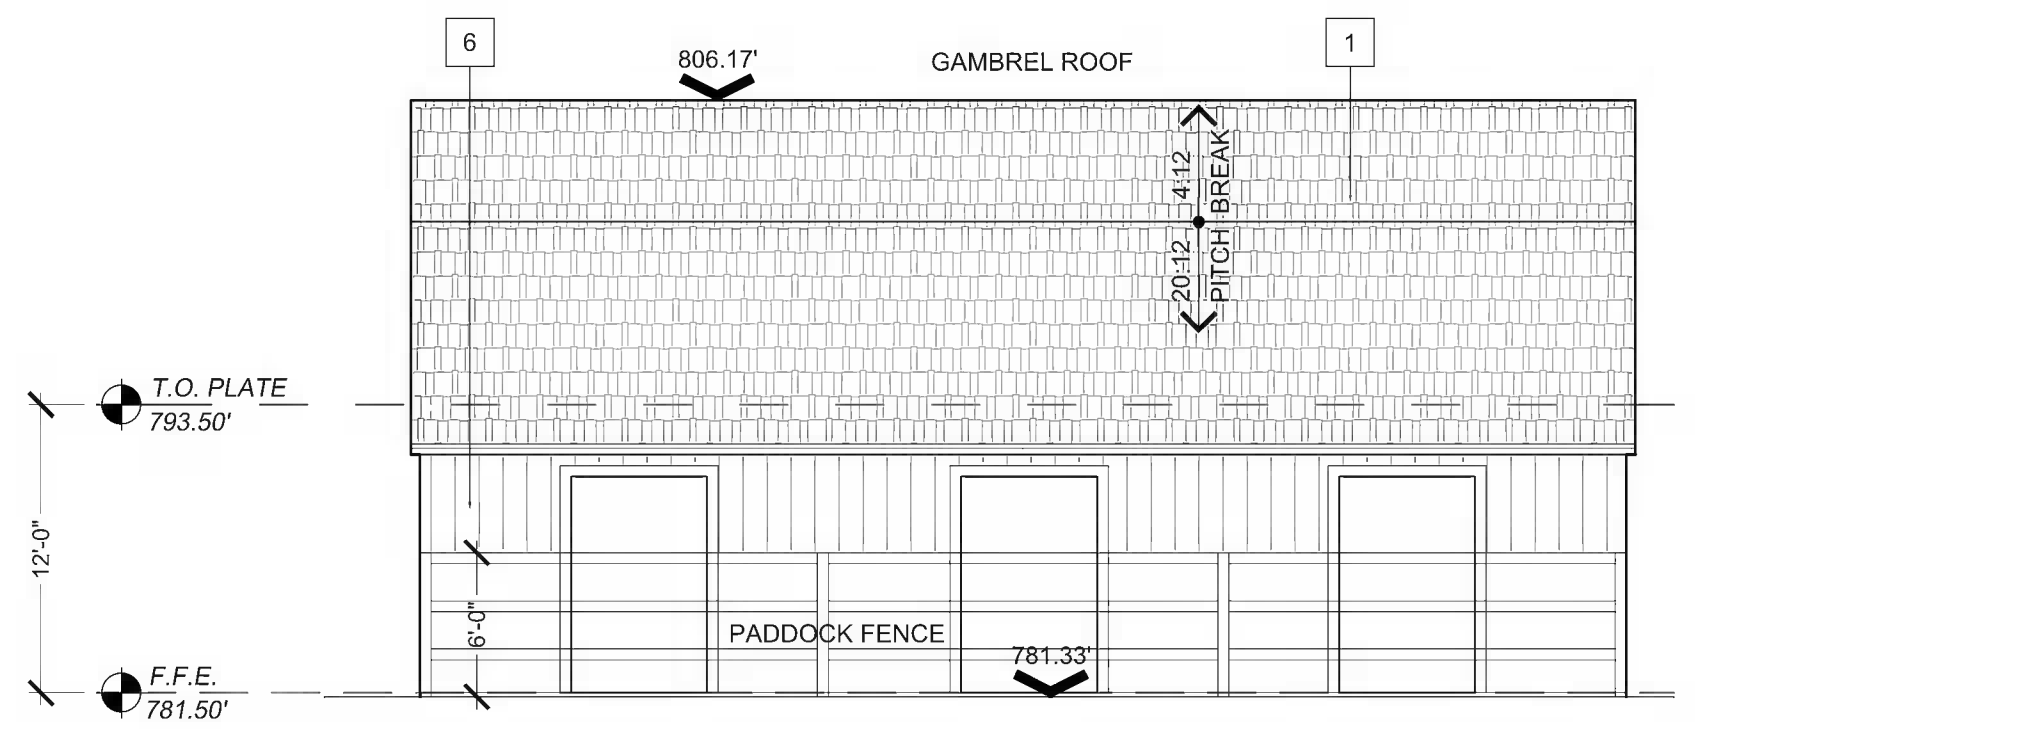 6
806.17'
GAMBREL ROOF
1
4:12
20:12
PITCH BREAK
T.O. PLATE
793.50'
12'-0"
6'-0"
PADDOCK FENCE
781.33'
F.F.E.
781.50'